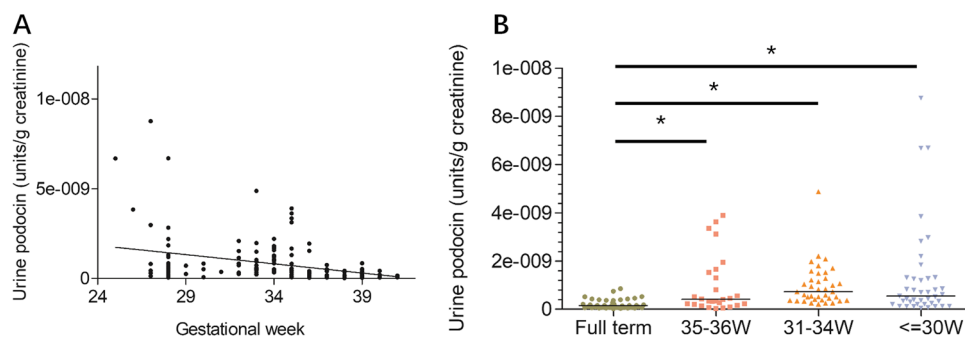 A
Urine podocin (units/g creatinine)
1e-008
5e-009
0
24 29 34 39
Gestational week
B
Urine podocin (units/g creatinine)
1e-008
8e-009
6e-009
4e-009
2e-009
0
*
*
*
Full term 35-36W 31-34W <=30W